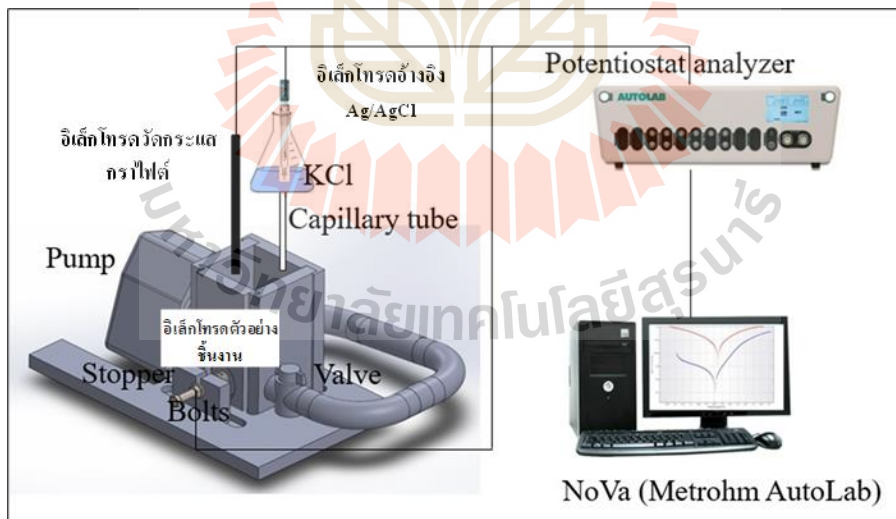 อิเล็กโทรดอ้างอิง
Ag/AgCl
Potentiostat analyzer
AUTOLAB
อิเล็กโทรดวัดกระแส
กราไฟต์
KCl
Capillary tube
Pump
อิเล็กโทรดตัวอย่าง
ชิ้นงาน
Stopper
Valve
Bolts
มหาวิทยาลัยเทคโนโลยีสุรนารี
NoVa (Metrohm AutoLab)